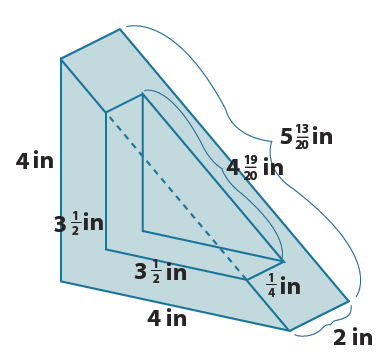 5 13/20 in
4 19/20 in
4 in
3 1/2 in
3 1/2 in
1/4 in
4 in
2 in